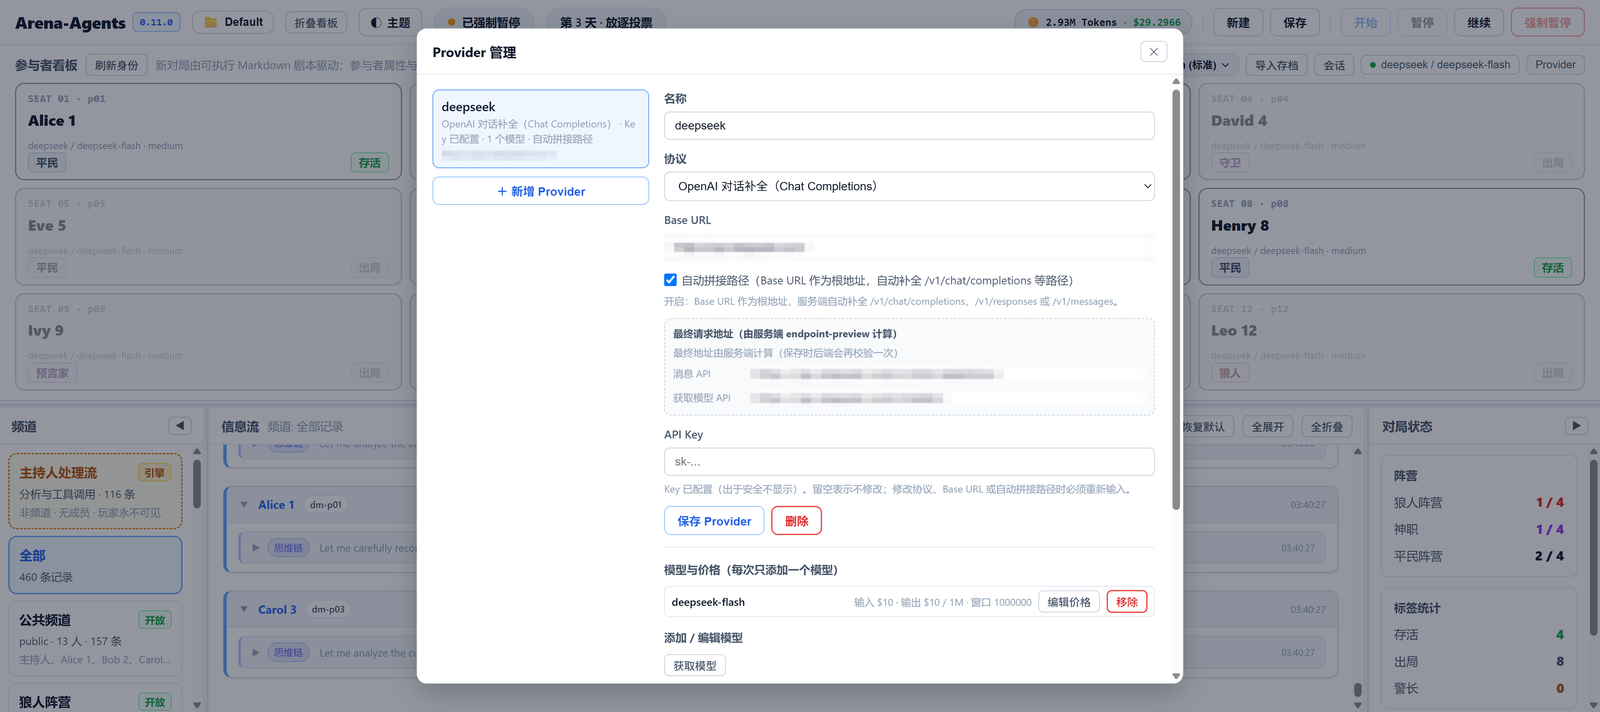 Arena-Agents 0.11.0 Default 折叠看板 主题 已强制暂停 第 3 天 · 放逐投票 2.93M Tokens · $29.2966 新建 保存 开始 暂停 继续 强制暂停
参与者看板 刷新身份 新对局由可执行 Markdown 剧本驱动；参与者属性与 (标准) 导入存档 会话 deepseek / deepseek-flash Provider
SEAT 01 · p01
Alice 1
deepseek / deepseek-flash · medium
平民 存活
SEAT 04 · p04
David 4
deepseek / deepseek-flash · medium
守卫 出局
SEAT 05 · p05
Eve 5
deepseek / deepseek-flash · medium
平民 出局
SEAT 08 · p08
Henry 8
deepseek / deepseek-flash · medium
平民 存活
SEAT 09 · p09
Ivy 9
deepseek / deepseek-flash · medium
预言家 出局
SEAT 12 · p12
Leo 12
deepseek / deepseek-flash · medium
狼人 出局
Provider 管理
deepseek
OpenAI 对话补全（Chat Completions） · Ke
y 已配置 · 1 个模型 · 自动拼接路径
+ 新增 Provider
名称
deepseek
协议
OpenAI 对话补全（Chat Completions）
Base URL
自动拼接路径（Base URL 作为根地址，自动补全 /v1/chat/completions 等路径）
开启：Base URL 作为根地址，服务端自动补全 /v1/chat/completions、/v1/responses 或 /v1/messages。
最终请求地址（由服务端 endpoint-preview 计算）
最终地址由服务端计算（保存时后端会再校验一次）
消息 API
获取模型 API
API Key
sk-...
Key 已配置（出于安全不显示）。留空表示不修改；修改协议、Base URL 或自动拼接路径时必须重新输入。
保存 Provider 删除
模型与价格（每次只添加一个模型）
deepseek-flash 输入 $10 · 输出 $10 / 1M · 窗口 1000000 编辑价格 移除
添加 / 编辑模型
获取模型
频道
主持人处理流 引擎
分析与工具调用 · 116 条
非频道 · 无成员 · 玩家永不可见
全部
460 条记录
公共频道 开放
public · 13 人 · 157 条
主持人、Alice 1、Bob 2、Carol...
狼人阵营 开放
信息流 频道: 全部记录 恢复默认 全展开 全折叠
思维链 Let me analyze the cu 03:40:26
Alice 1 dm-p01 03:40:27
思维链 Let me carefully reco 03:40:27
Carol 3 dm-p03 03:40:27
思维链 Let me analyze the cu 03:40:27
对局状态
阵营
狼人阵营 1 / 4
神职 1 / 4
平民阵营 2 / 4
标签统计
存活 4
出局 8
警长 0